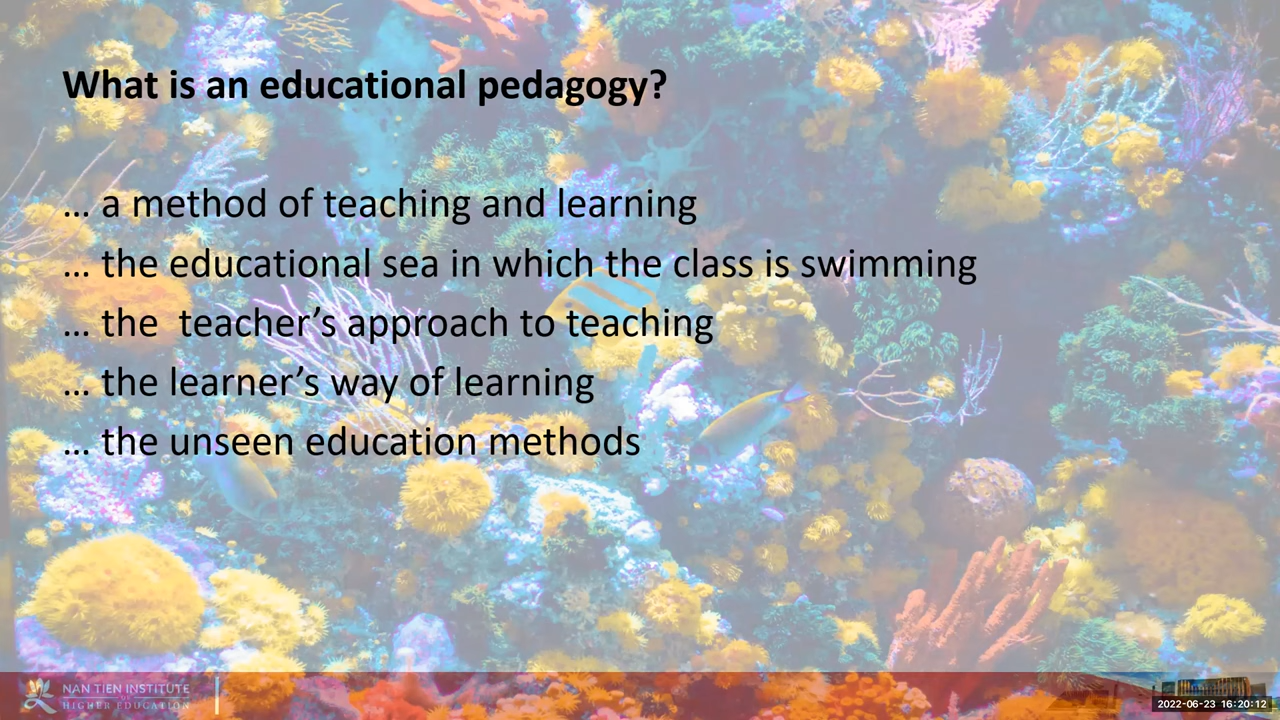 What is an educational pedagogy?
… a method of teaching and learning
… the educational sea in which the class is swimming
… the  teacher’s approach to teaching
… the learner’s way of learning
… the unseen education methods
NAN TIEN INSTITUTE
HIGHER EDUCATION
2022-06-23 16:20:12